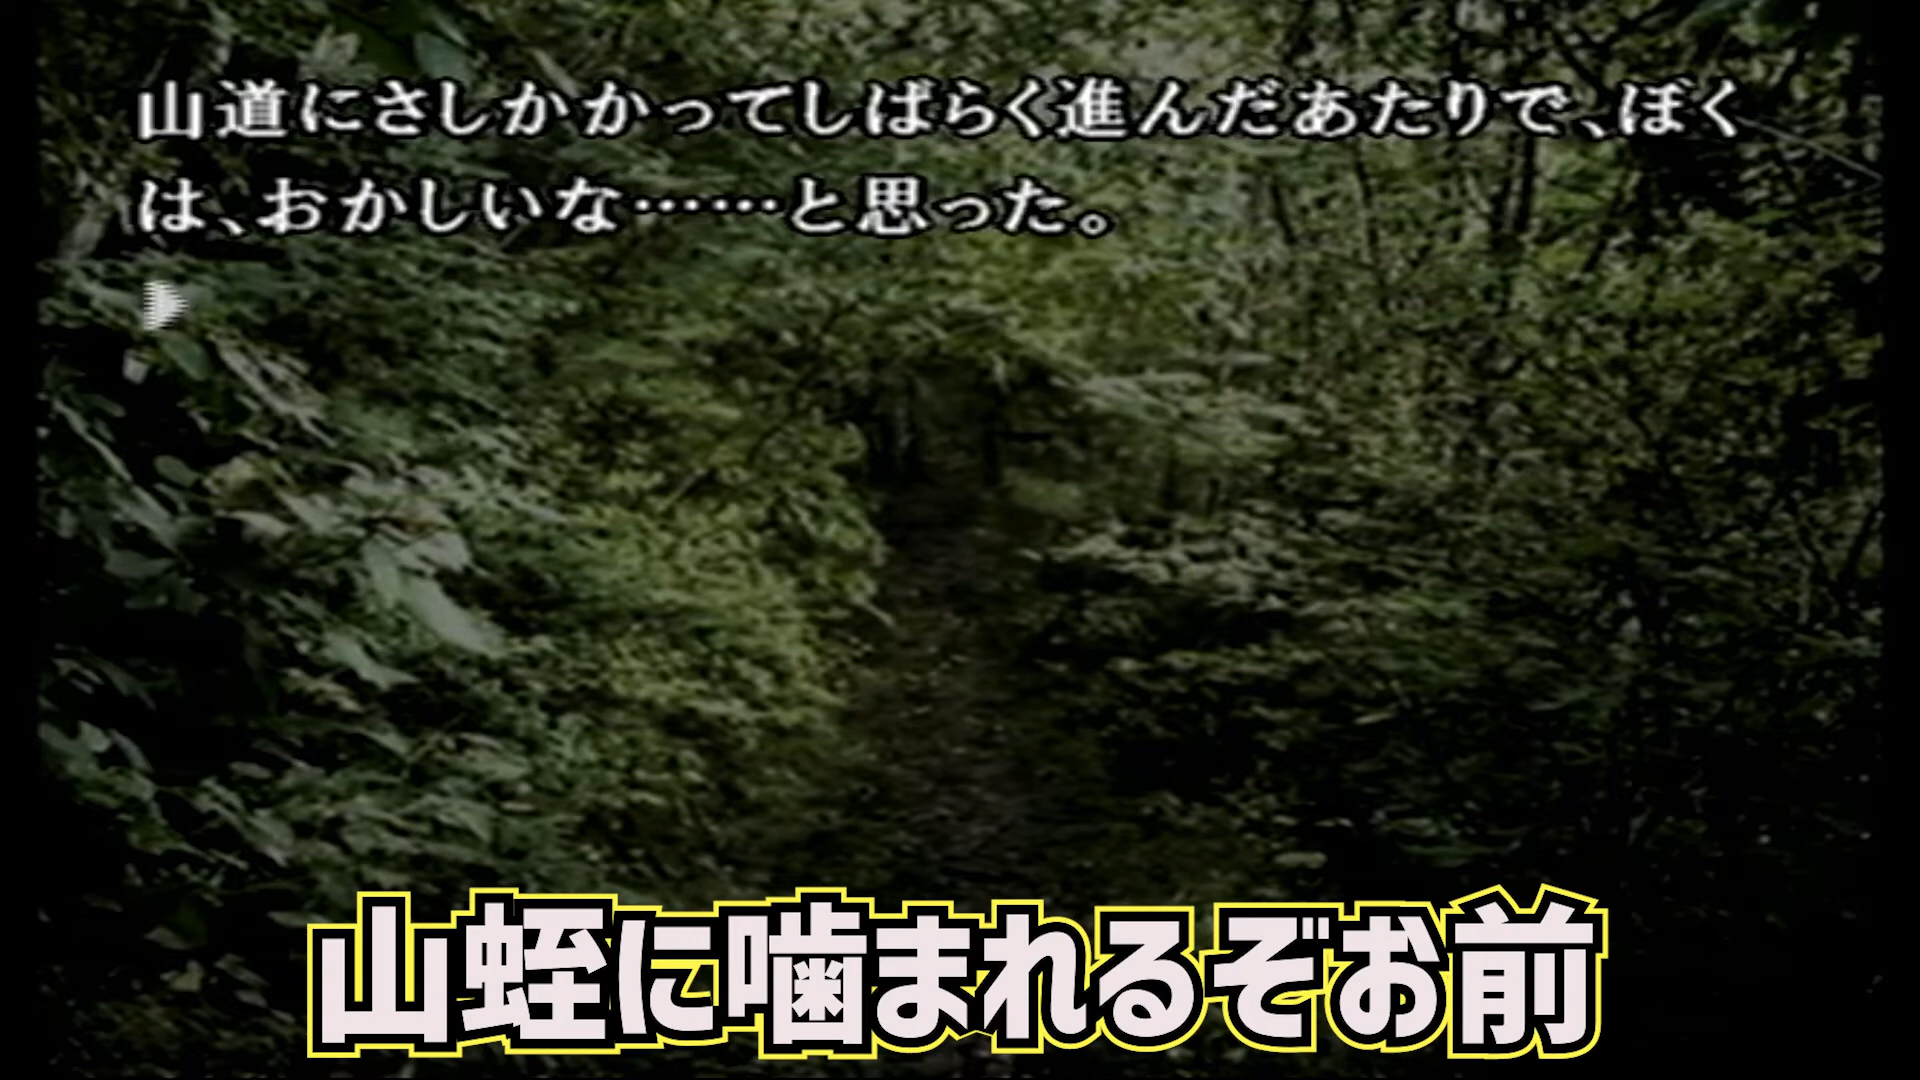 山道にさしかかってしばらく進んだあたりで、ぼく
は、おかしいな……と思った。
山蛭に噛まれるぞお前